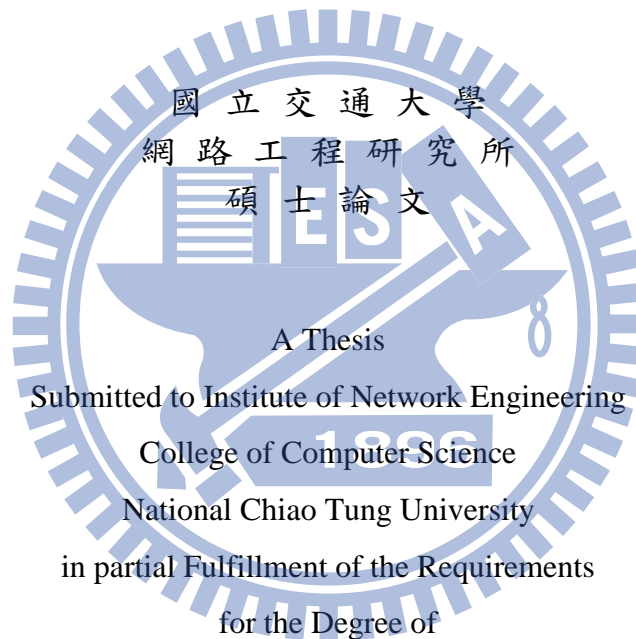 國立交通大學
網路工程研究所
碩士論文
E S A
8
A Thesis
Submitted to Institute of Network Engineering
1896
College of Computer Science
National Chiao Tung University
in partial Fulfillment of the Requirements
for the Degree of